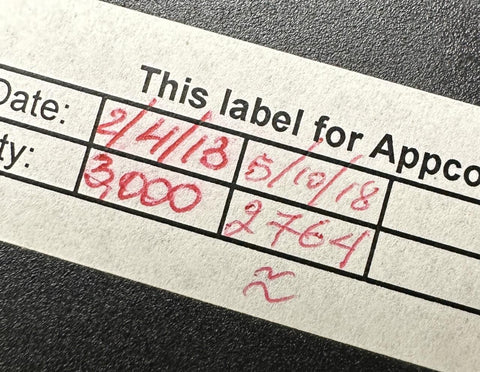 This label for Appco
Date: 2/4/18 5/10/18
ty: 3,000 2764
~